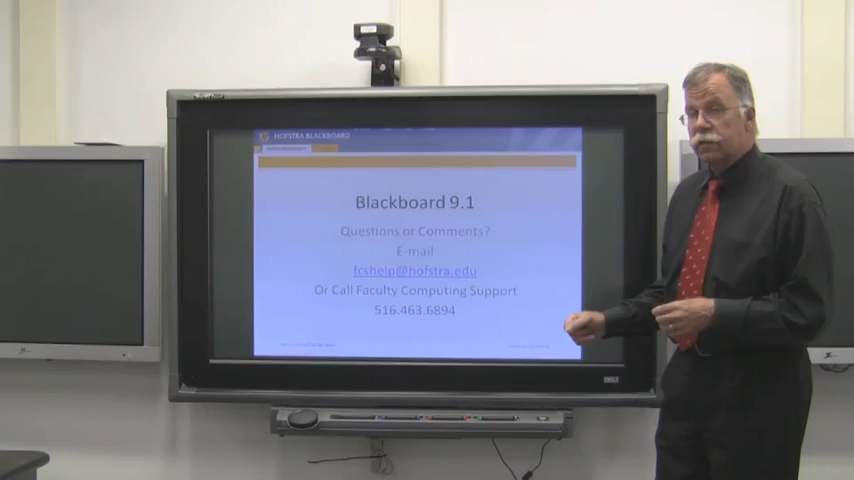 HOFSTRA BLACKBOARD
Blackboard 9.1
Questions or Comments?
E-mail
fcshelp@hofstra.edu
Or Call Faculty Computing Support
516.463.6894